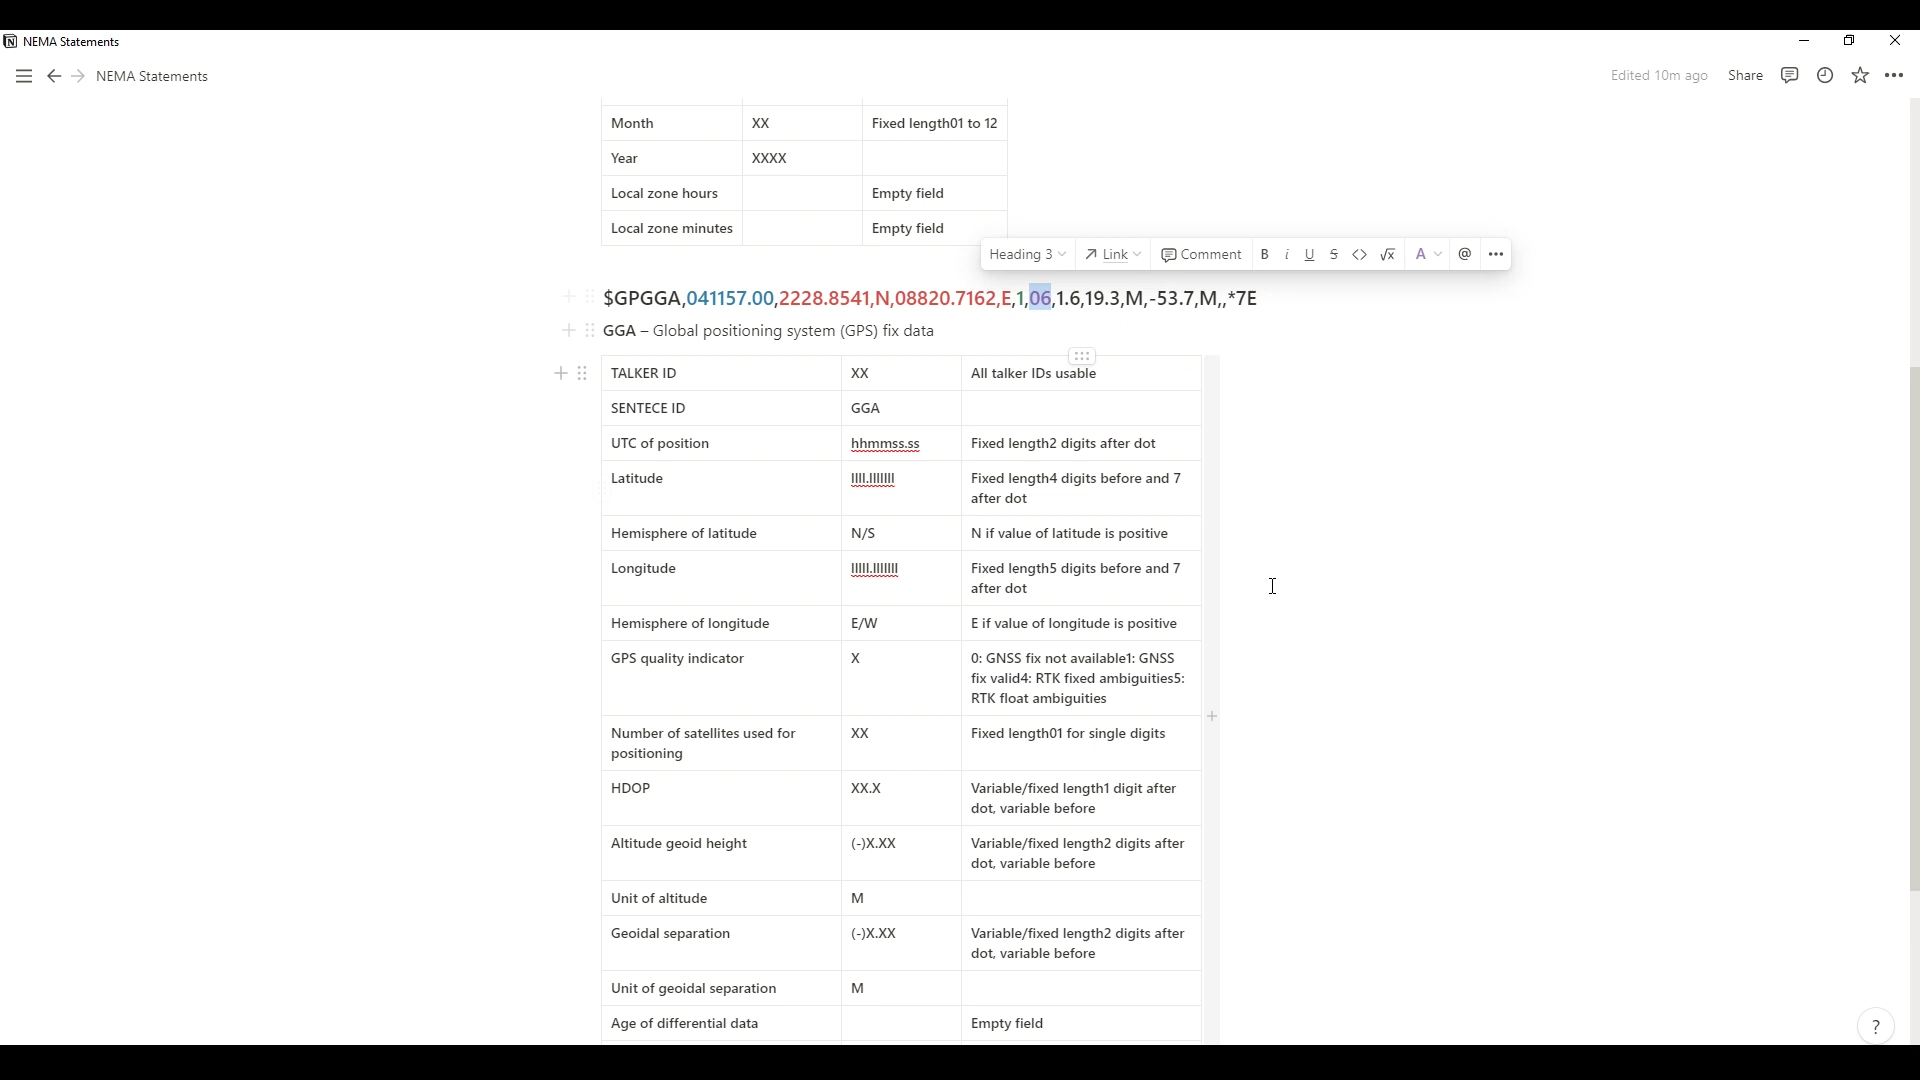 NEMA Statements
NEMA Statements
Edited 10m ago
Share
Month XX Fixed length01 to 12
Year XXXX
Local zone hours Empty field
Local zone minutes Empty field
Heading 3 Link Comment B i U S <> √x A @ •••
$GPGGA,041157.00,2228.8541,N,08820.7162,E,1,06,1.6,19.3,M,-53.7,M,,*7E
GGA – Global positioning system (GPS) fix data
TALKER ID XX All talker IDs usable
SENTECE ID GGA
UTC of position hhmmss.ss Fixed length2 digits after dot
Latitude llll.lllllll Fixed length4 digits before and 7
after dot
Hemisphere of latitude N/S N if value of latitude is positive
Longitude lllll.lllllll Fixed length5 digits before and 7
after dot
Hemisphere of longitude E/W E if value of longitude is positive
GPS quality indicator X 0: GNSS fix not available1: GNSS
fix valid4: RTK fixed ambiguities5:
RTK float ambiguities
Number of satellites used for XX Fixed length01 for single digits
positioning
HDOP XX.X Variable/fixed length1 digit after
dot, variable before
Altitude geoid height (-)X.XX Variable/fixed length2 digits after
dot, variable before
Unit of altitude M
Geoidal separation (-)X.XX Variable/fixed length2 digits after
dot, variable before
Unit of geoidal separation M
Age of differential data Empty field
?